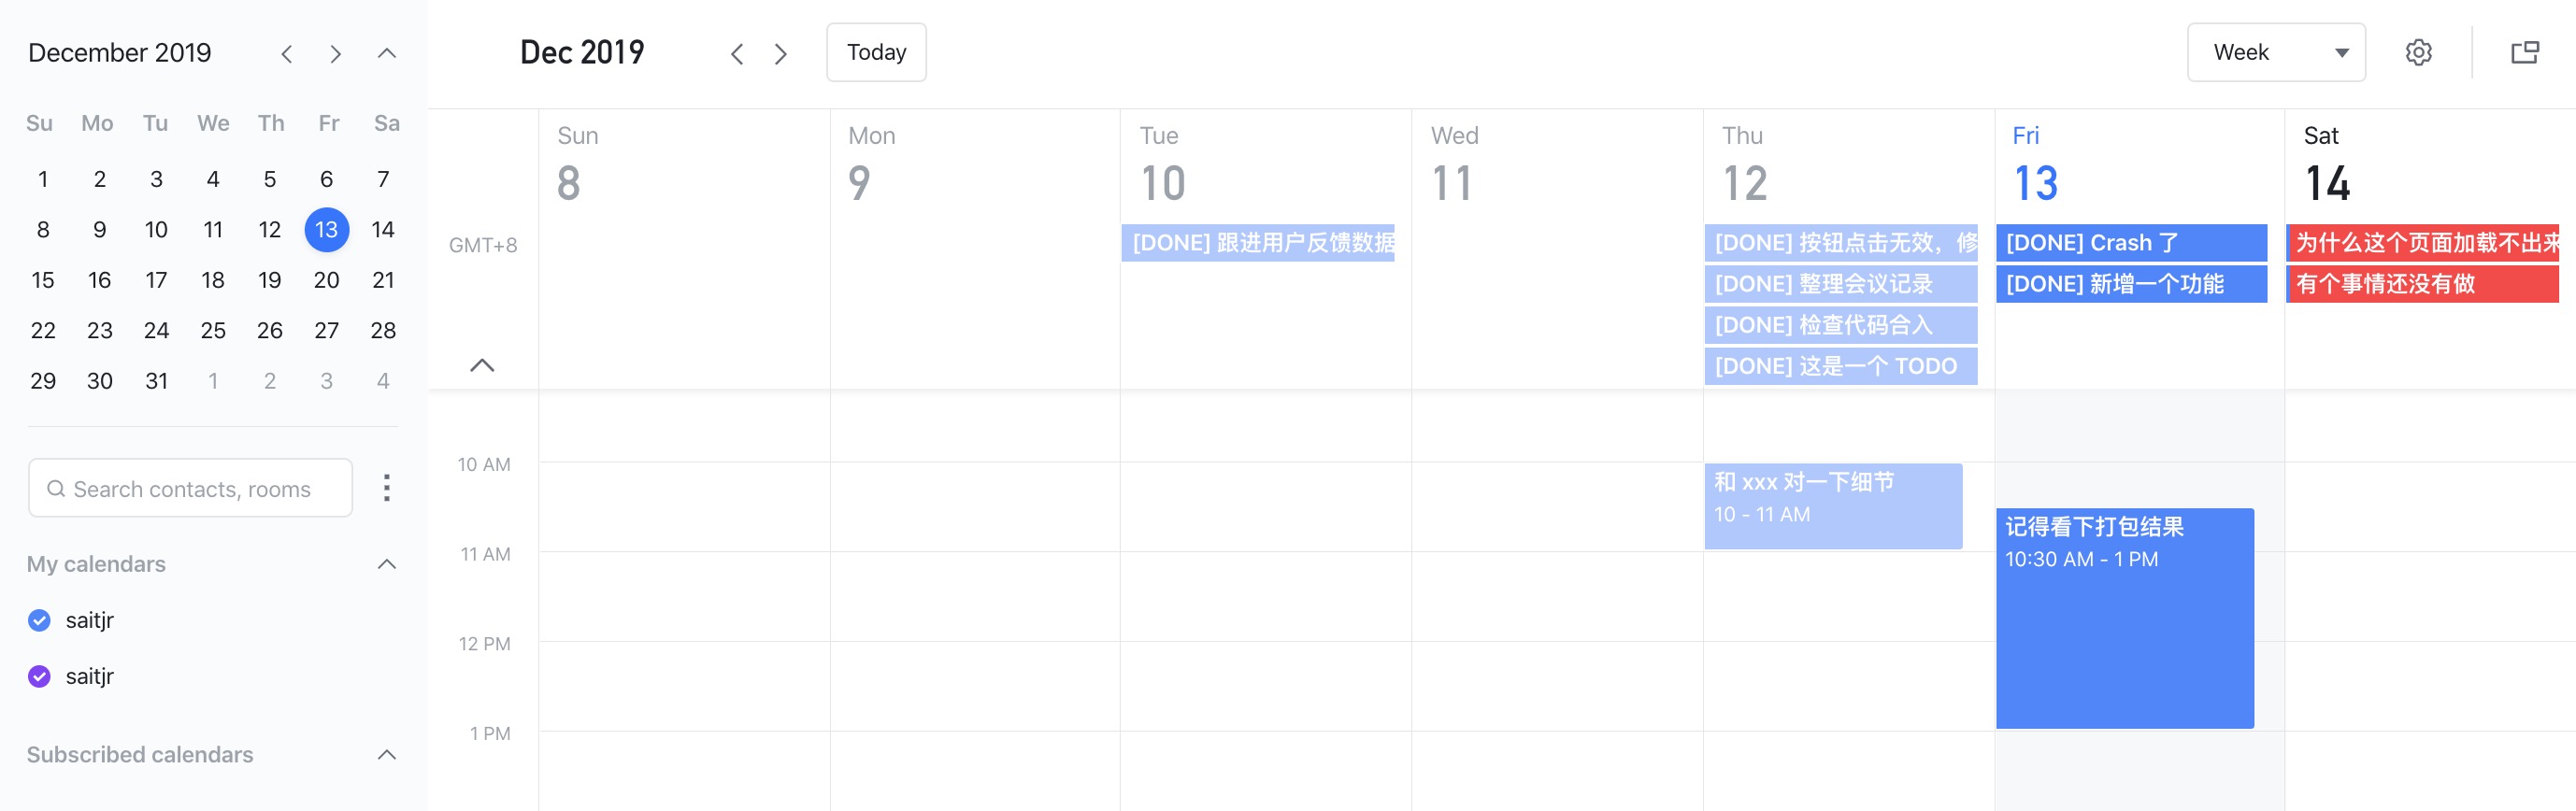 December 2019
Su Mo Tu We Th Fr Sa
1 2 3 4 5 6 7
8 9 10 11 12 13 14
15 16 17 18 19 20 21
22 23 24 25 26 27 28
29 30 31 1 2 3 4
Search contacts, rooms
My calendars
saitjr
saitjr
Subscribed calendars
Dec 2019
Today
Week
Sun Mon Tue Wed Thu Fri Sat
8 9 10 11 12 13 14
GMT+8
[DONE] 跟进用户反馈数据
[DONE] 按钮点击无效，修
[DONE] 整理会议记录
[DONE] 检查代码合入
[DONE] 这是一个 TODO
[DONE] Crash 了
[DONE] 新增一个功能
为什么这个页面加载不出来
有个事情还没有做
10 AM
11 AM
12 PM
1 PM
和 xxx 对一下细节
10 - 11 AM
记得看下打包结果
10:30 AM - 1 PM